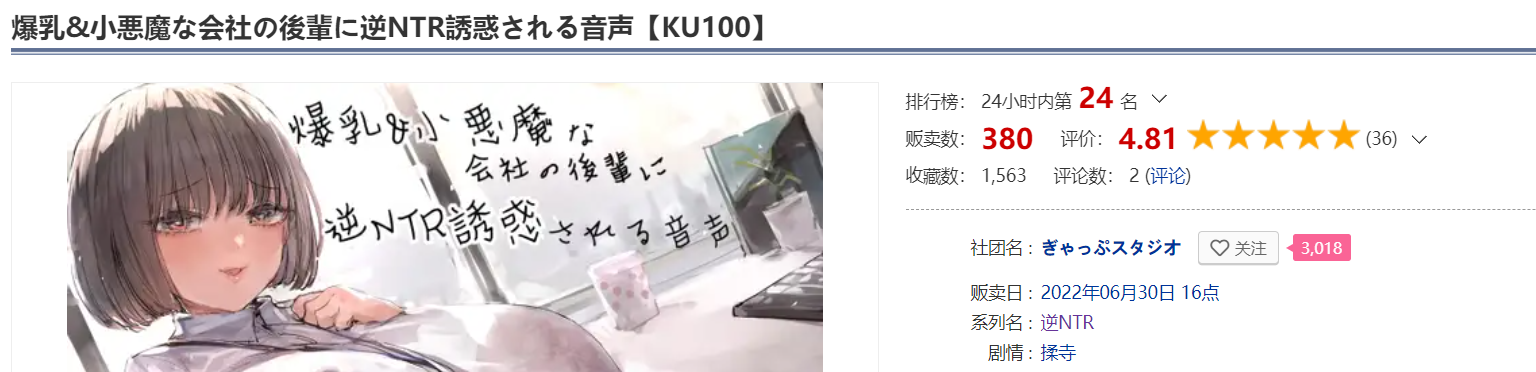 爆乳&小悪魔な会社の後輩に逆NTR誘惑される音声【KU100】
爆乳&小悪魔な
会社の後輩に
逆NTR誘惑される音声
排行榜： 24小时内第 24 名
贩卖数： 380 评价： 4.81 (36)
收藏数： 1,563 评论数： 2 (评论)
社团名 : ぎゃっぷスタジオ 关注 3,018
贩卖日 : 2022年06月30日 16点
系列名 : 逆NTR
剧情 : 揉寺